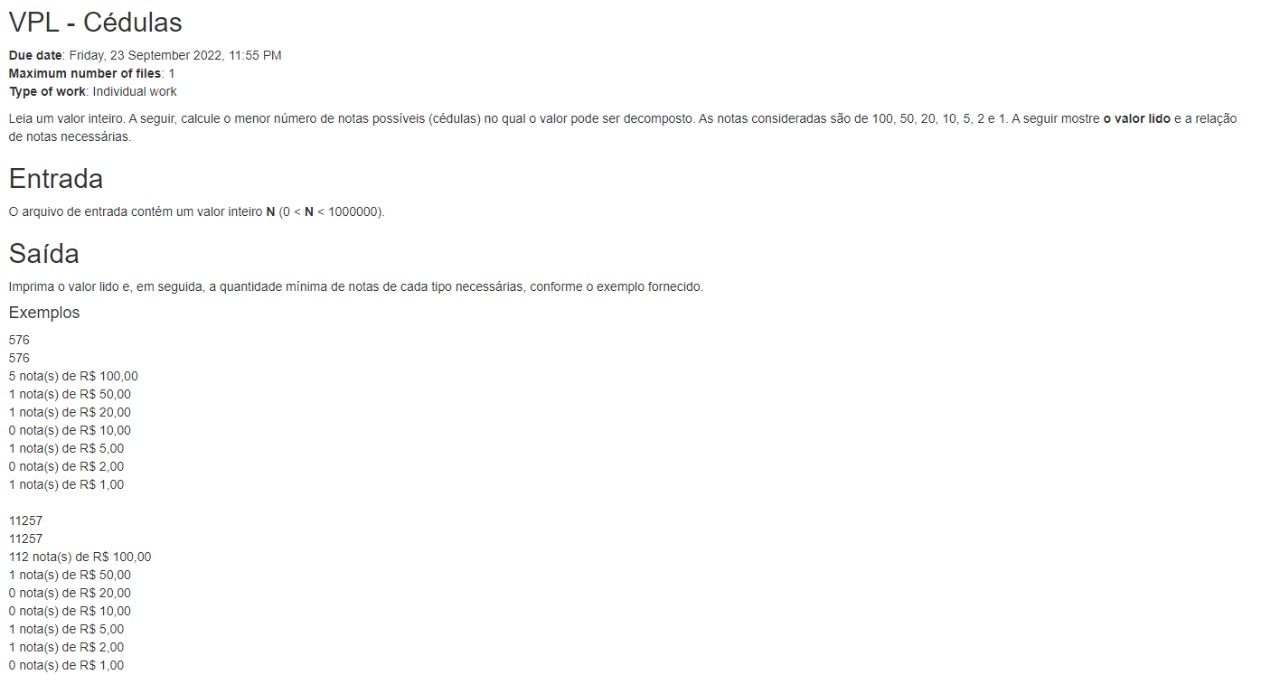 VPL - Cédulas
Due date: Friday, 23 September 2022, 11:55 PM
Maximum number of files: 1
Type of work: Individual work
Leia um valor inteiro. A seguir, calcule o menor número de notas possíveis (cédulas) no qual o valor pode ser decomposto. As notas consideradas são de 100, 50, 20, 10, 5, 2 e 1. A seguir mostre o valor lido e a relação
de notas necessárias.
Entrada
O arquivo de entrada contém um valor inteiro N (0 < N < 1000000).
Saída
Imprima o valor lido e, em seguida, a quantidade mínima de notas de cada tipo necessárias, conforme o exemplo fornecido.
Exemplos
576
576
5 nota(s) de R$ 100,00
1 nota(s) de R$ 50,00
1 nota(s) de R$ 20,00
0 nota(s) de R$ 10,00
1 nota(s) de R$ 5,00
0 nota(s) de R$ 2,00
1 nota(s) de R$ 1,00
11257
11257
112 nota(s) de R$ 100,00
1 nota(s) de R$ 50,00
0 nota(s) de R$ 20,00
0 nota(s) de R$ 10,00
1 nota(s) de R$ 5,00
1 nota(s) de R$ 2,00
0 nota(s) de R$ 1,00